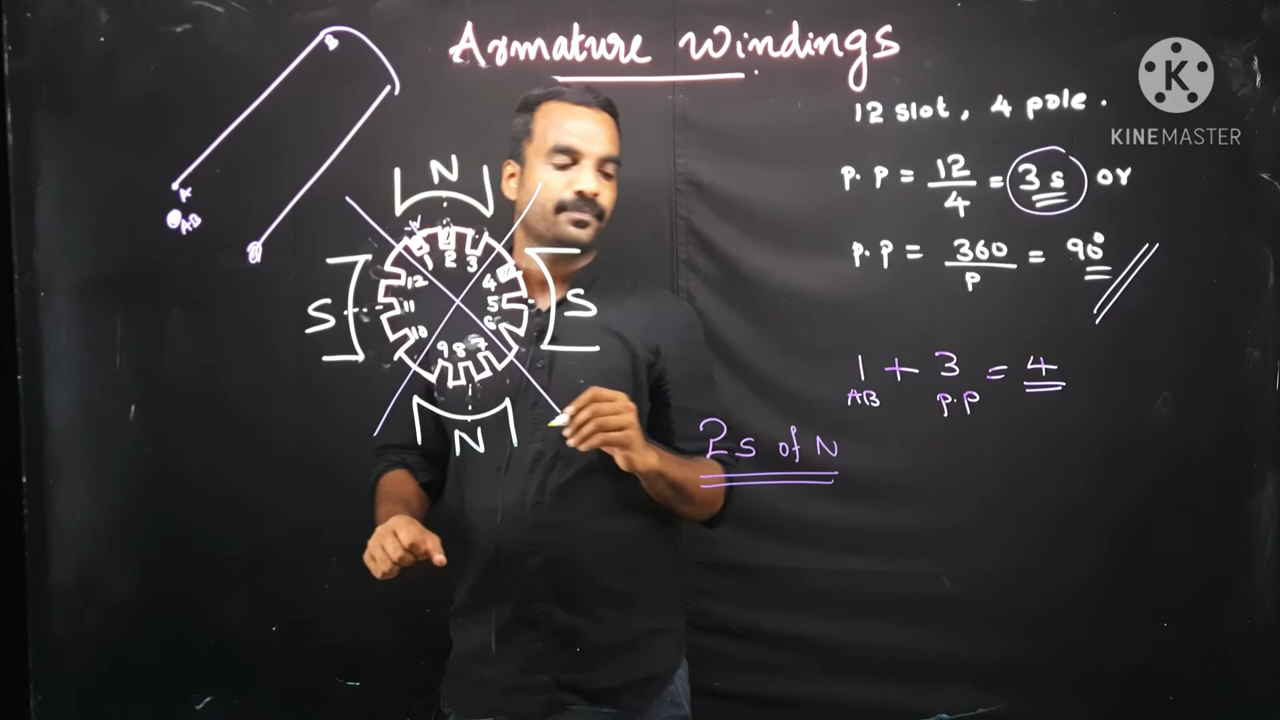 Armature windings
12 slot, 4 pole.
P.P = 12/4 = 3s or
P.P = 360/P = 90°
1 + 3 = 4
AB P.P
2s of N
B
A
AB
N
S
S
N
1 2 3 4 5 6 7 8 9 10 11 12
K
KINEMASTER